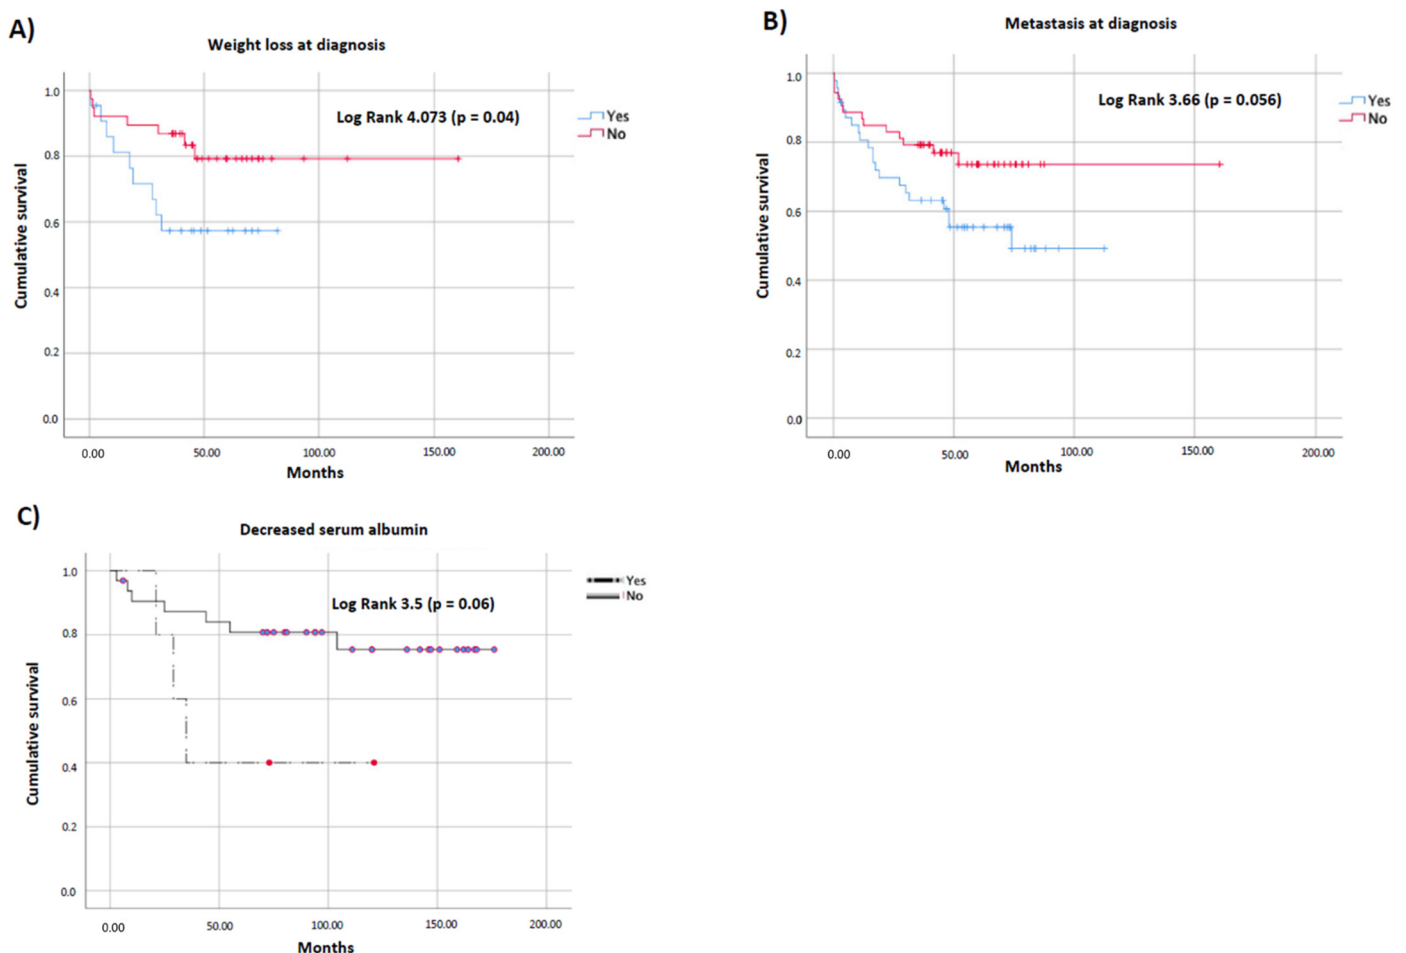 A)
Weight loss at diagnosis
Log Rank 4.073 (p = 0.04)
Yes
No
Cumulative survival
1.0
0.8
0.6
0.4
0.2
0.0
0.00 50.00 100.00 150.00 200.00
Months
B)
Metastasis at diagnosis
Log Rank 3.66 (p = 0.056)
Yes
No
Cumulative survival
1.0
0.8
0.6
0.4
0.2
0.0
0.00 50.00 100.00 150.00 200.00
Months
C)
Decreased serum albumin
Log Rank 3.5 (p = 0.06)
Yes
No
Cumulative survival
1.0
0.8
0.6
0.4
0.2
0.0
0.00 50.00 100.00 150.00 200.00
Months